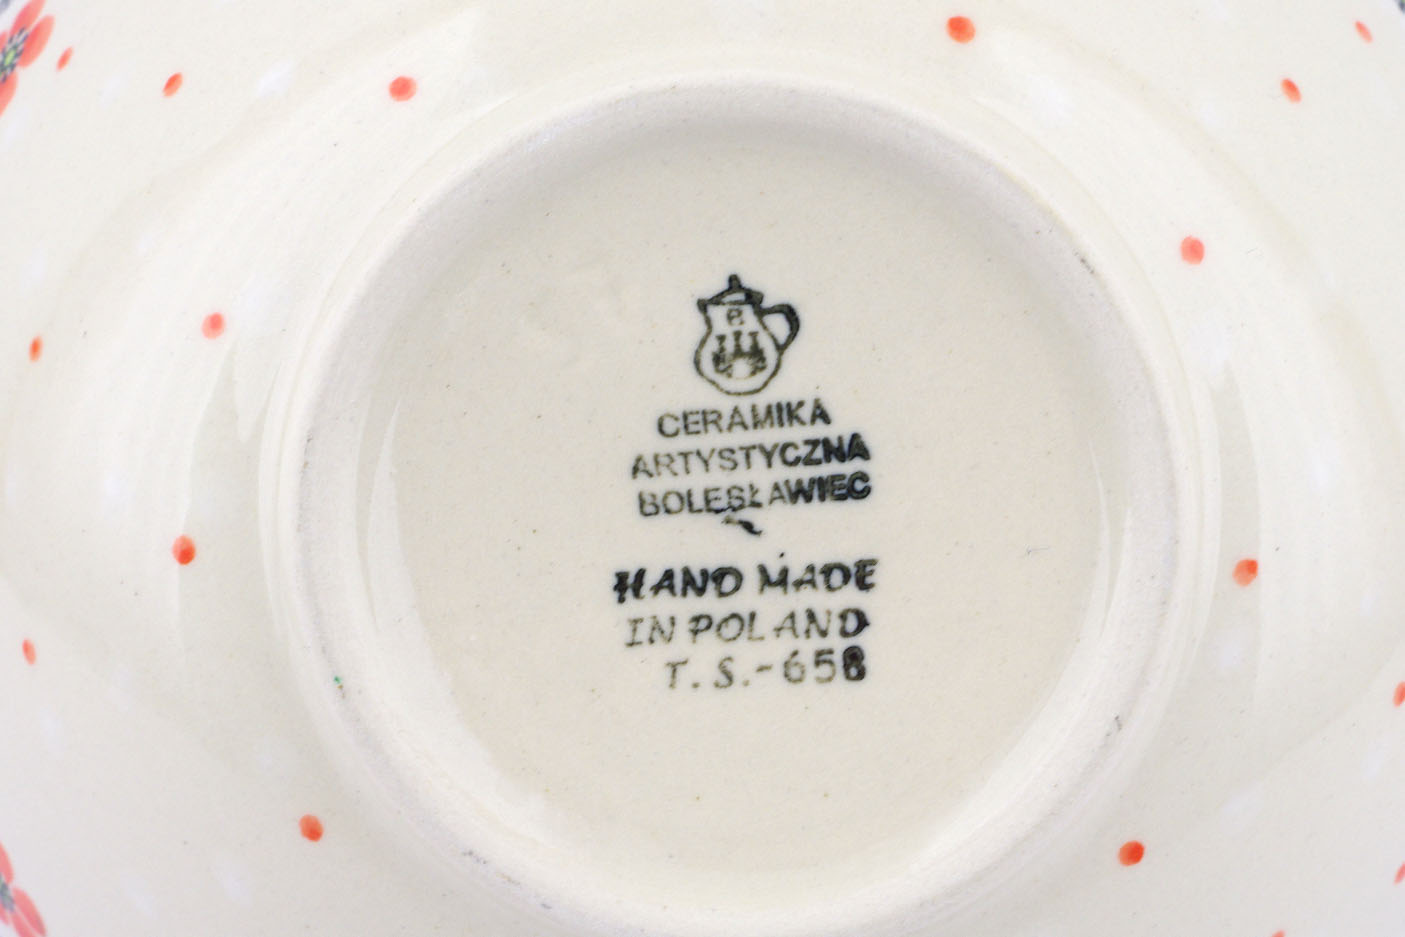 B
CERAMIKA
ARTYSTYCZNA
BOLESŁAWIEC
HAND MADE
IN POLAND
T. S.-658